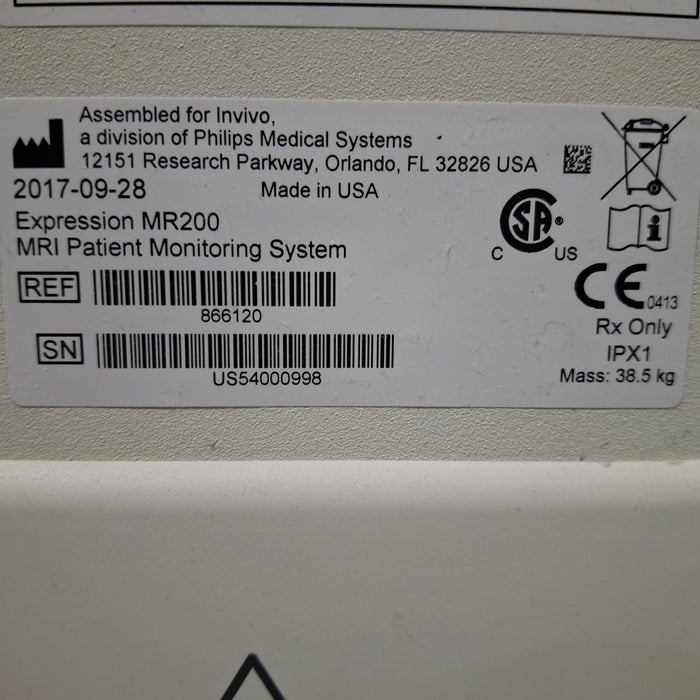 Assembled for Invivo,
a division of Philips Medical Systems
12151 Research Parkway, Orlando, FL 32826 USA
2017-09-28 Made in USA
Expression MR200
MRI Patient Monitoring System
C SA ® US
REF
866120
CE 0413
Rx Only
SN
US54000998
IPX1
Mass: 38.5 kg